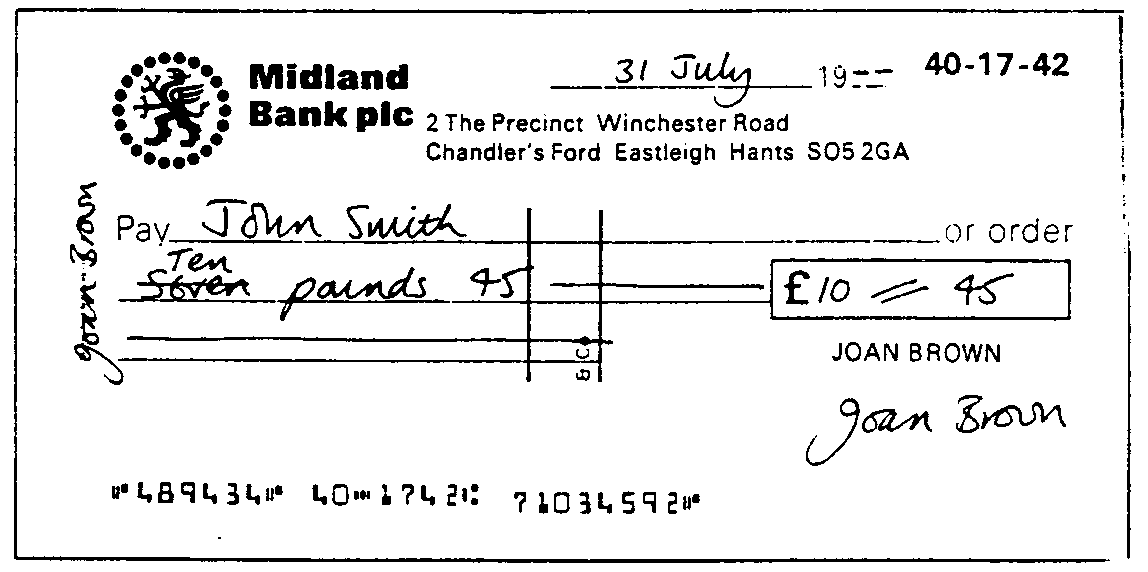 Midland
Bank plc
31 July 19-- 40-17-42
2 The Precinct Winchester Road
Chandler's Ford Eastleigh Hants SO5 2GA
Pay John Smith or order
Ten
Seven pounds 45 £10 = 45
& Co
JOAN BROWN
Joan Brown
Joan Brown
⑈489434⑈ 40⑉1742⑆ 71034592⑈